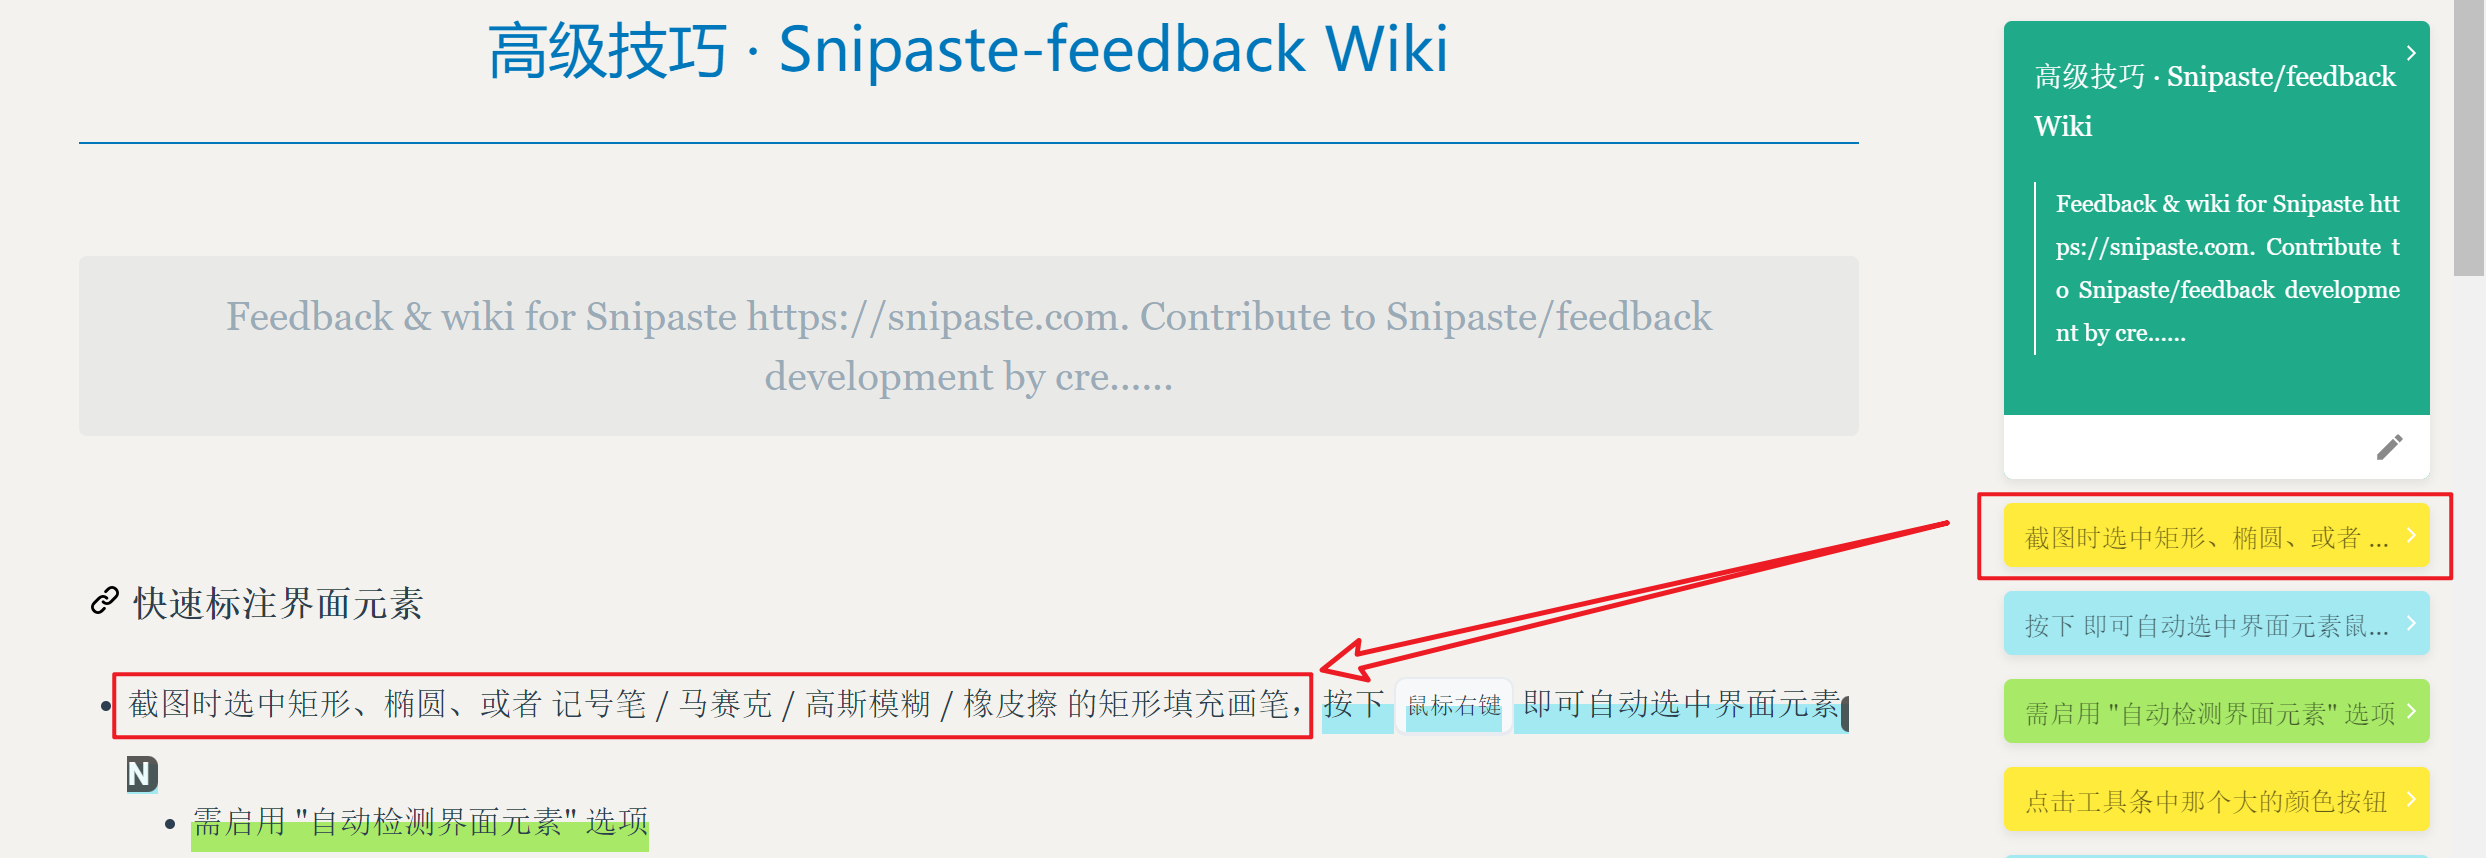 高级技巧 · Snipaste-feedback Wiki
Feedback & wiki for Snipaste https://snipaste.com. Contribute to Snipaste/feedback
development by cre......
快速标注界面元素
截图时选中矩形、椭圆、或者 记号笔 / 马赛克 / 高斯模糊 / 橡皮擦 的矩形填充画笔，按下 鼠标右键 即可自动选中界面元素
N
需启用 "自动检测界面元素" 选项
高级技巧 · Snipaste/feedback
Wiki
Feedback & wiki for Snipaste htt
ps://snipaste.com. Contribute t
o Snipaste/feedback developme
nt by cre......
截图时选中矩形、椭圆、或者 ...
按下 即可自动选中界面元素鼠...
需启用 "自动检测界面元素" 选项
点击工具条中那个大的颜色按钮